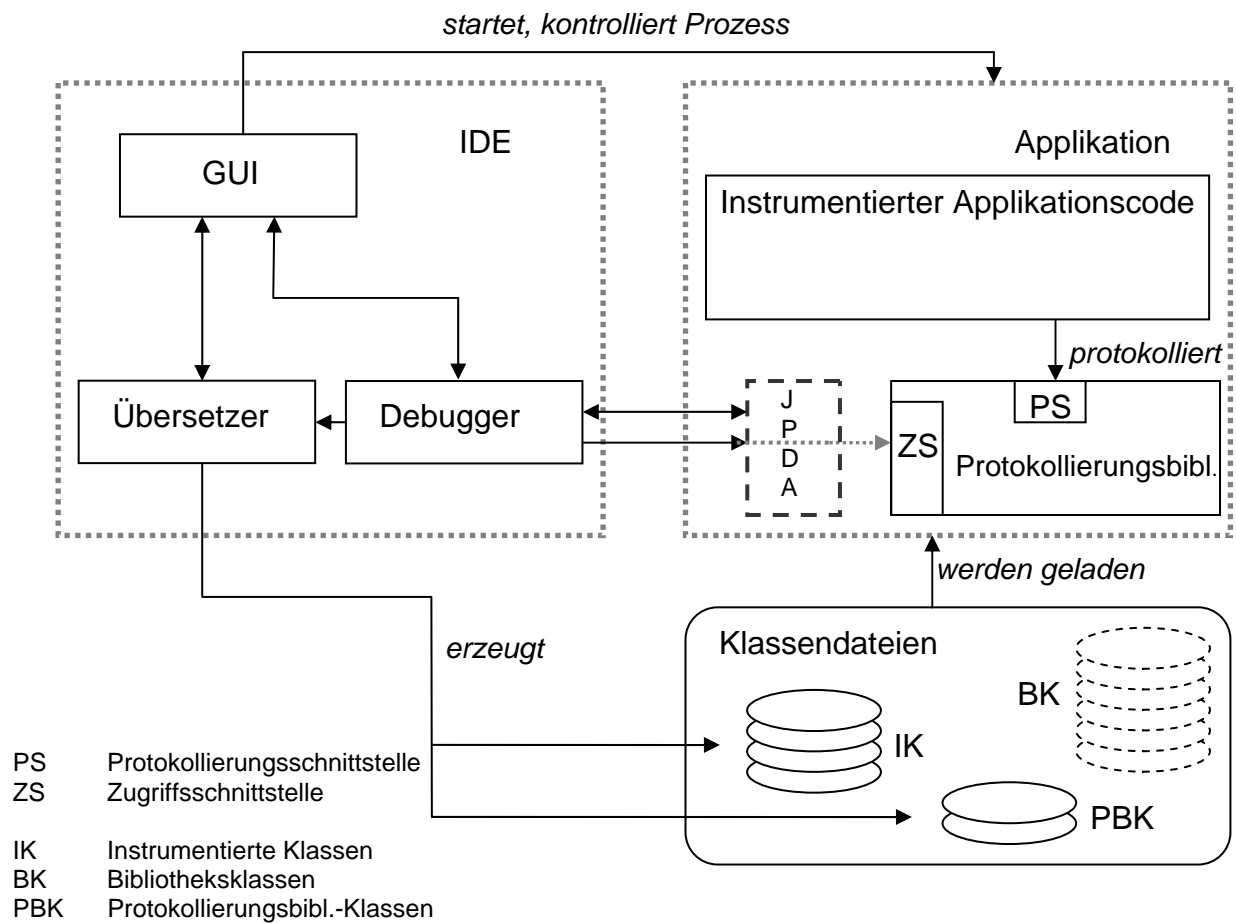 startet, kontrolliert Prozess
IDE
Applikation
GUI
Instrumentierter Applikationscode
protokolliert
Übersetzer
Debugger
J
P
D
A
PS
ZS
Protokollierungsbibl.
werden geladen
erzeugt
Klassendateien
BK
IK
PBK
PS Protokollierungsschnittstelle
ZS Zugriffsschnittstelle
IK Instrumentierte Klassen
BK Bibliotheksklassen
PBK Protokollierungsbibl.-Klassen